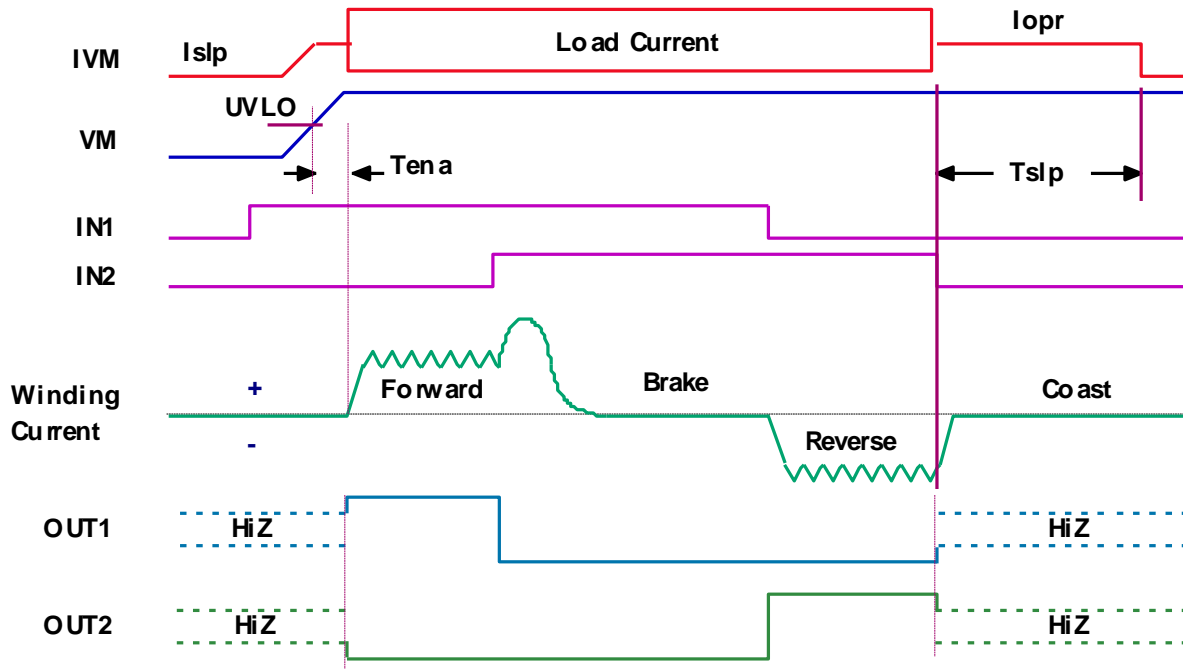 IVM
Islp
Load Current
Iopr
UVLO
VM
Tena
Tslp
IN1
IN2
Winding
Current
+
-
Forward
Brake
Reverse
Coast
OUT1
HiZ
HiZ
OUT2
HiZ
HiZ